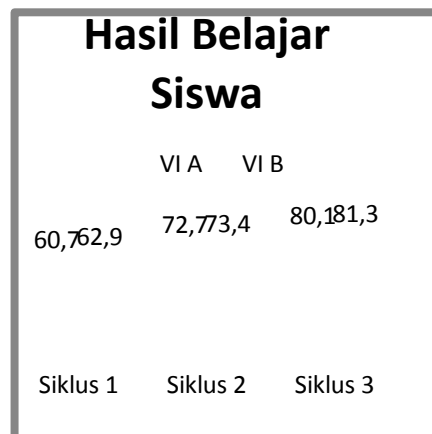 Hasil Belajar
Siswa
VI A VI B
60,7 62,9 72,7 73,4 80,1 81,3
Siklus 1 Siklus 2 Siklus 3